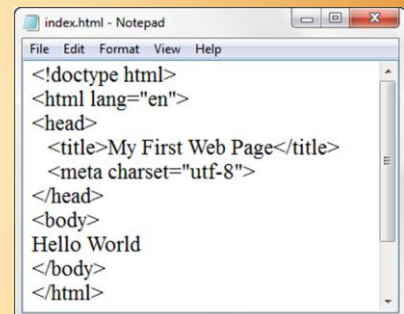 index.html - Notepad
File Edit Format View Help
<!doctype html>
<html lang="en">
<head>
<title>My First Web Page</title>
<meta charset="utf-8">
</head>
<body>
Hello World
</body>
</html>